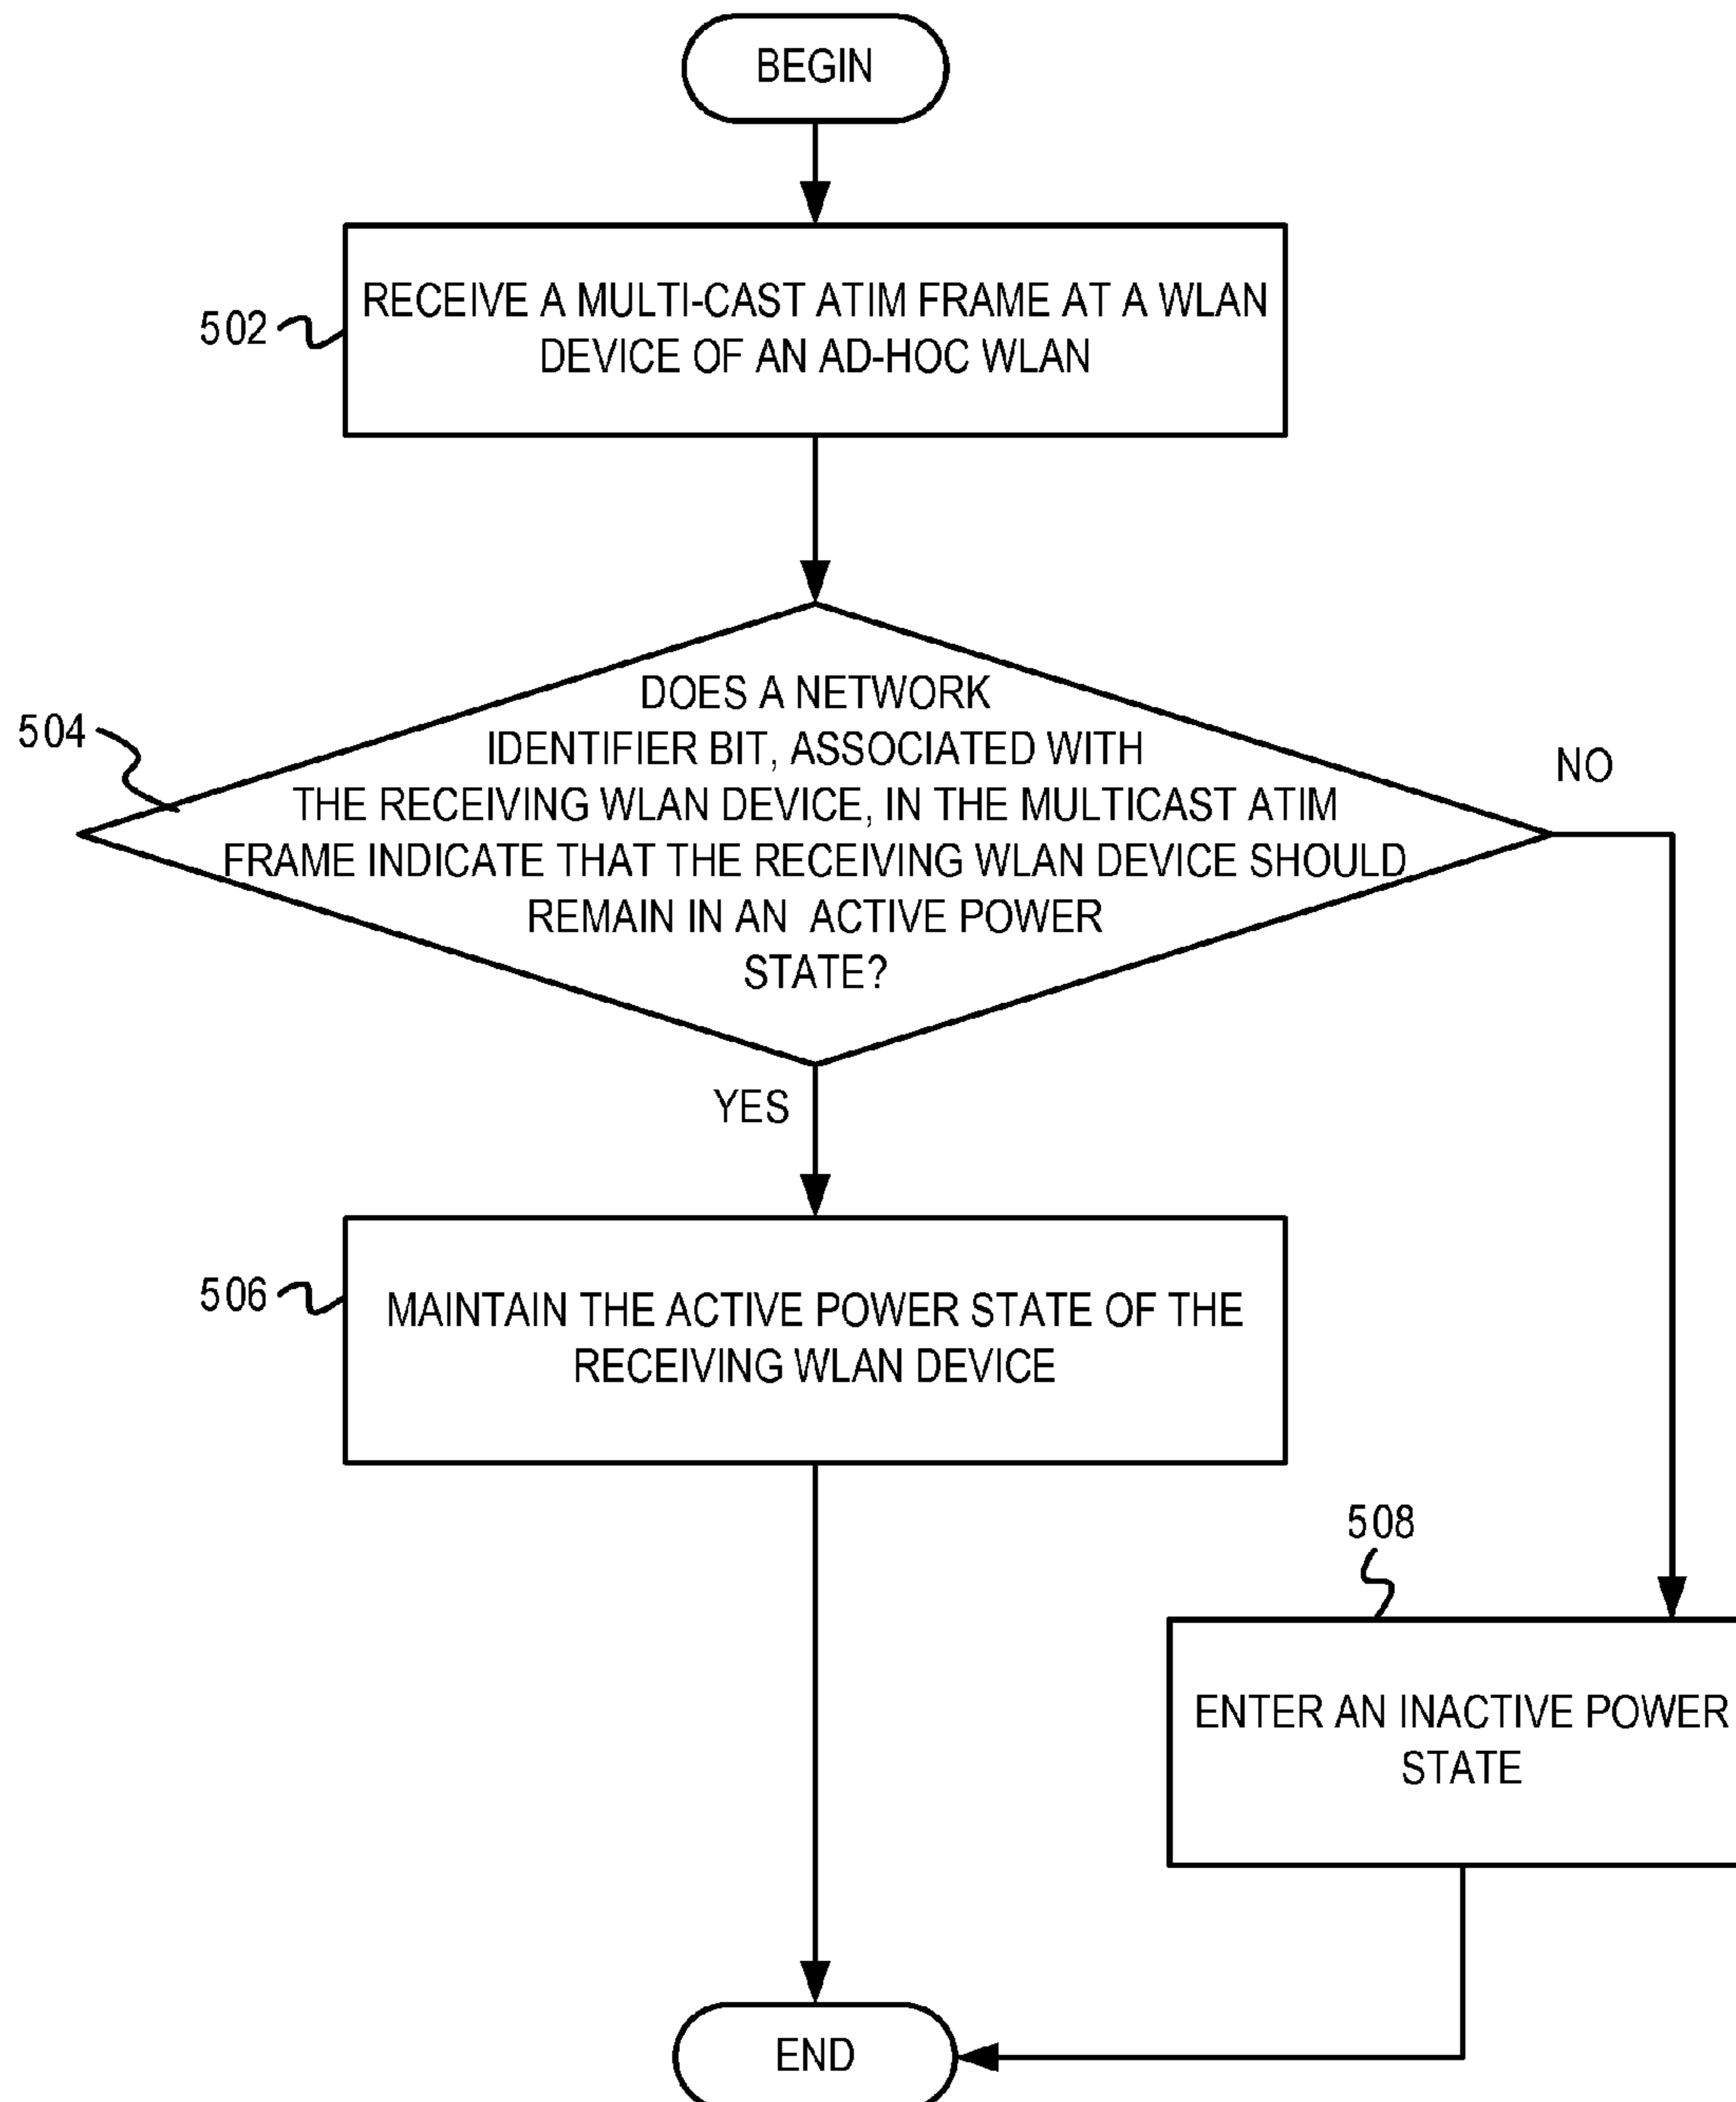 BEGIN
502
RECEIVE A MULTI-CAST ATIM FRAME AT A WLAN
DEVICE OF AN AD-HOC WLAN
504
DOES A NETWORK
IDENTIFIER BIT, ASSOCIATED WITH
THE RECEIVING WLAN DEVICE, IN THE MULTICAST ATIM
FRAME INDICATE THAT THE RECEIVING WLAN DEVICE SHOULD
REMAIN IN AN ACTIVE POWER
STATE?
NO
YES
506
MAINTAIN THE ACTIVE POWER STATE OF THE
RECEIVING WLAN DEVICE
508
ENTER AN INACTIVE POWER
STATE
END